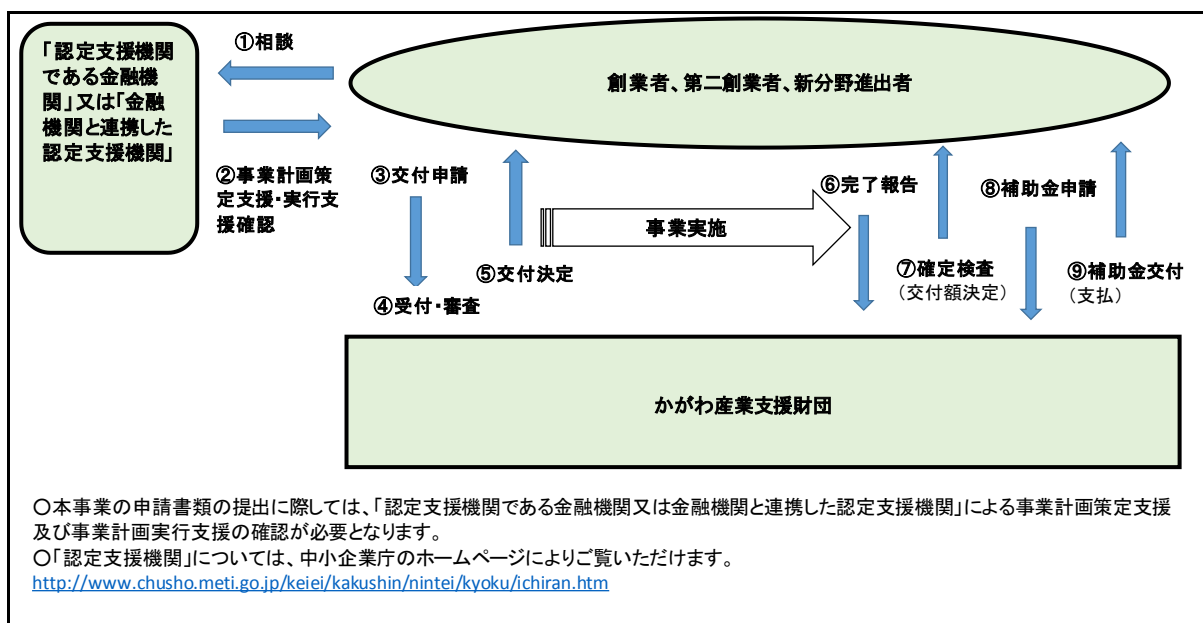 「認定支援機関
である金融機
関」又は「金融
機関と連携した
認定支援機関」
①相談
創業者、第二創業者、新分野進出者
②事業計画策
定支援・実行支
援確認
③交付申請
④受付・審査
⑤交付決定
事業実施
⑥完了報告
⑦確定検査
（交付額決定）
⑧補助金申請
⑨補助金交付
（支払）
かがわ産業支援財団
○本事業の申請書類の提出に際しては、「認定支援機関である金融機関又は金融機関と連携した認定支援機関」による事業計画策定支援
及び事業計画実行支援の確認が必要となります。
○「認定支援機関」については、中小企業庁のホームページによりご覧いただけます。
http://www.chusho.meti.go.jp/keiei/kakushin/nintei/kyoku/ichiran.htm